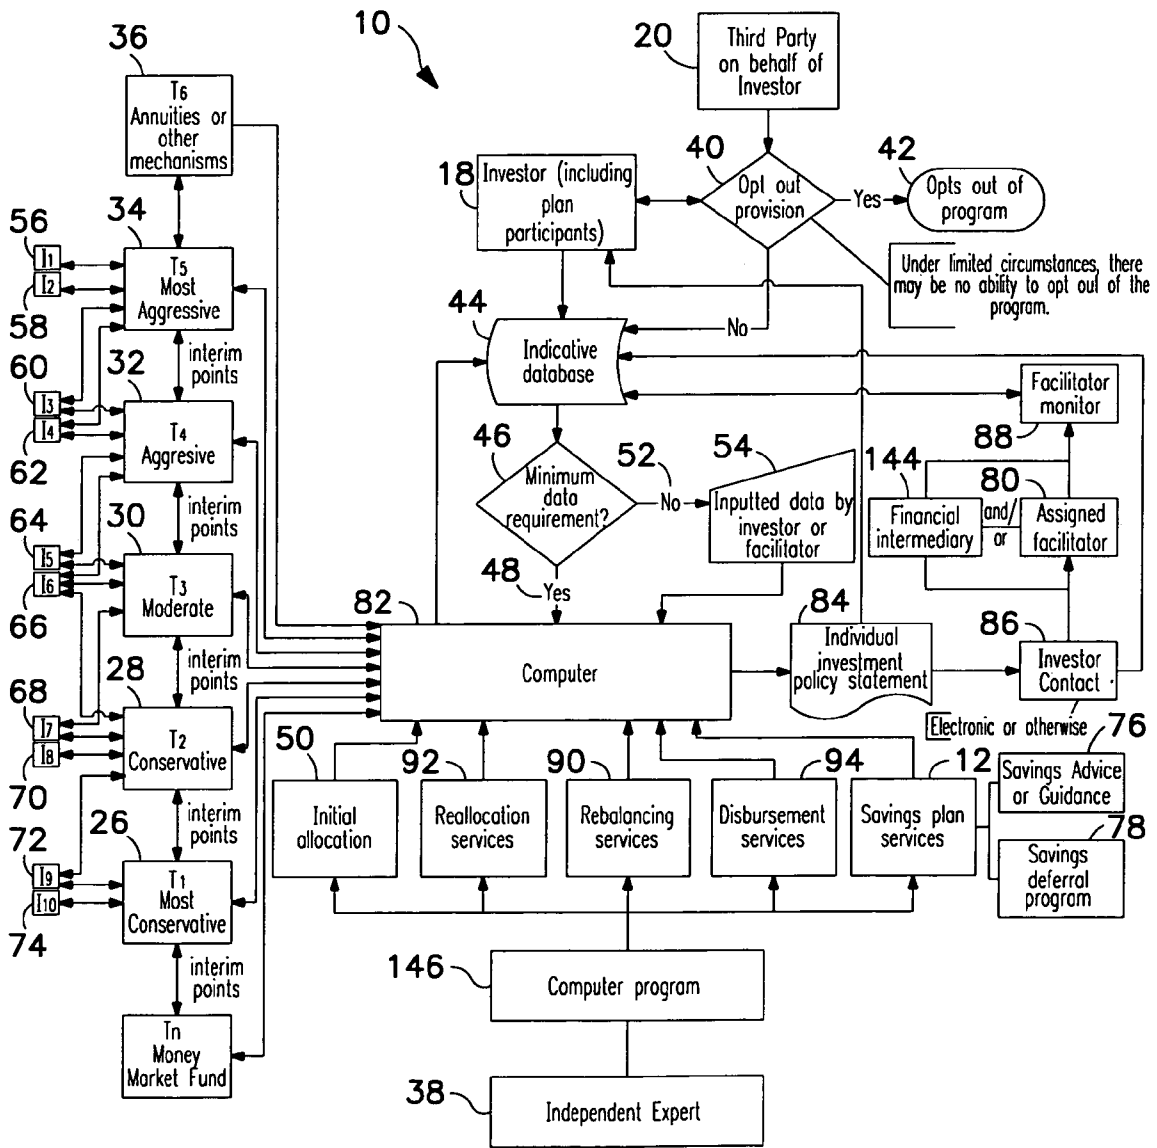 10
20
Third Party
on behalf of
Investor
36
T6
Annuities or
other
mechanisms
40
Opt out
provision
42
Opts out of
program
Yes
18
Investor (including
plan
participants)
Under limited circumstances, there
may be no ability to opt out of the
program.
No
34
T5
Most
Aggressive
56
I1
I2
58
interim
points
44
Indicative
database
32
T4
Aggresive
60
I3
I4
62
interim
points
Facilitator
monitor
88
46
Minimum
data
requirement?
52
No
54
Inputted data by
investor or
facilitator
48
Yes
144
Financial
intermediary
and/
or
80
Assigned
facilitator
30
T3
Moderate
64
I5
I6
66
interim
points
82
Computer
84
Individual
investment
policy statement
86
Investor
Contact
Electronic or otherwise
28
T2
Conservative
68
I7
I8
70
interim
points
50
Initial
allocation
92
Reallocation
services
90
Rebalancing
services
94
Disbursement
services
12
Savings plan
services
76
Savings Advice
or Guidance
78
Savings
deferral
program
26
T1
Most
Conservative
72
I9
I10
74
interim
points
Tn
Money
Market Fund
146
Computer program
38
Independent Expert